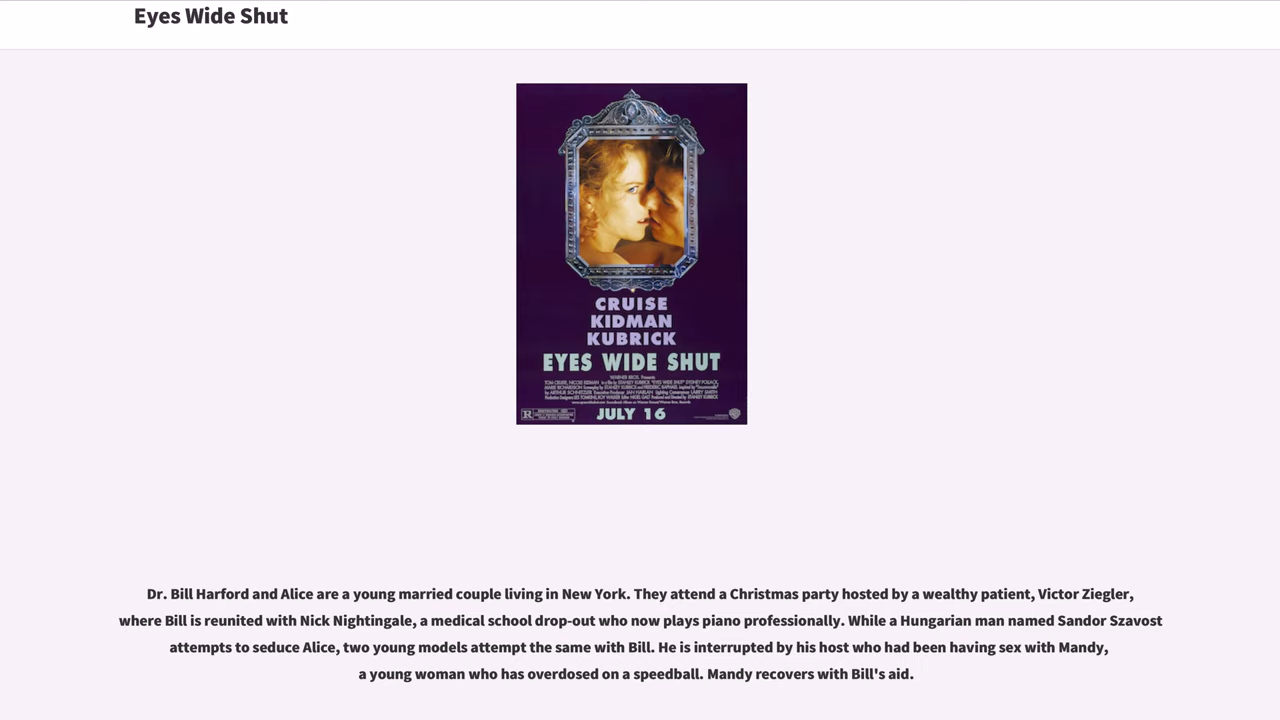 Eyes Wide Shut
CRUISE
KIDMAN
KUBRICK
EYES WIDE SHUT
JULY 16
Dr. Bill Harford and Alice are a young married couple living in New York. They attend a Christmas party hosted by a wealthy patient, Victor Ziegler,
where Bill is reunited with Nick Nightingale, a medical school drop-out who now plays piano professionally. While a Hungarian man named Sandor Szavost
attempts to seduce Alice, two young models attempt the same with Bill. He is interrupted by his host who had been having sex with Mandy,
a young woman who has overdosed on a speedball. Mandy recovers with Bill's aid.